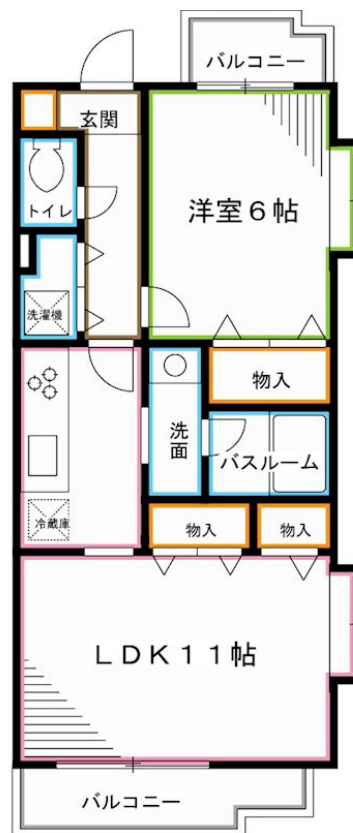 バルコニー
玄関
トイレ
洋室6帖
洗濯機
物入
洗面
バスルーム
冷蔵庫
物入
物入
LDK11帖
バルコニー